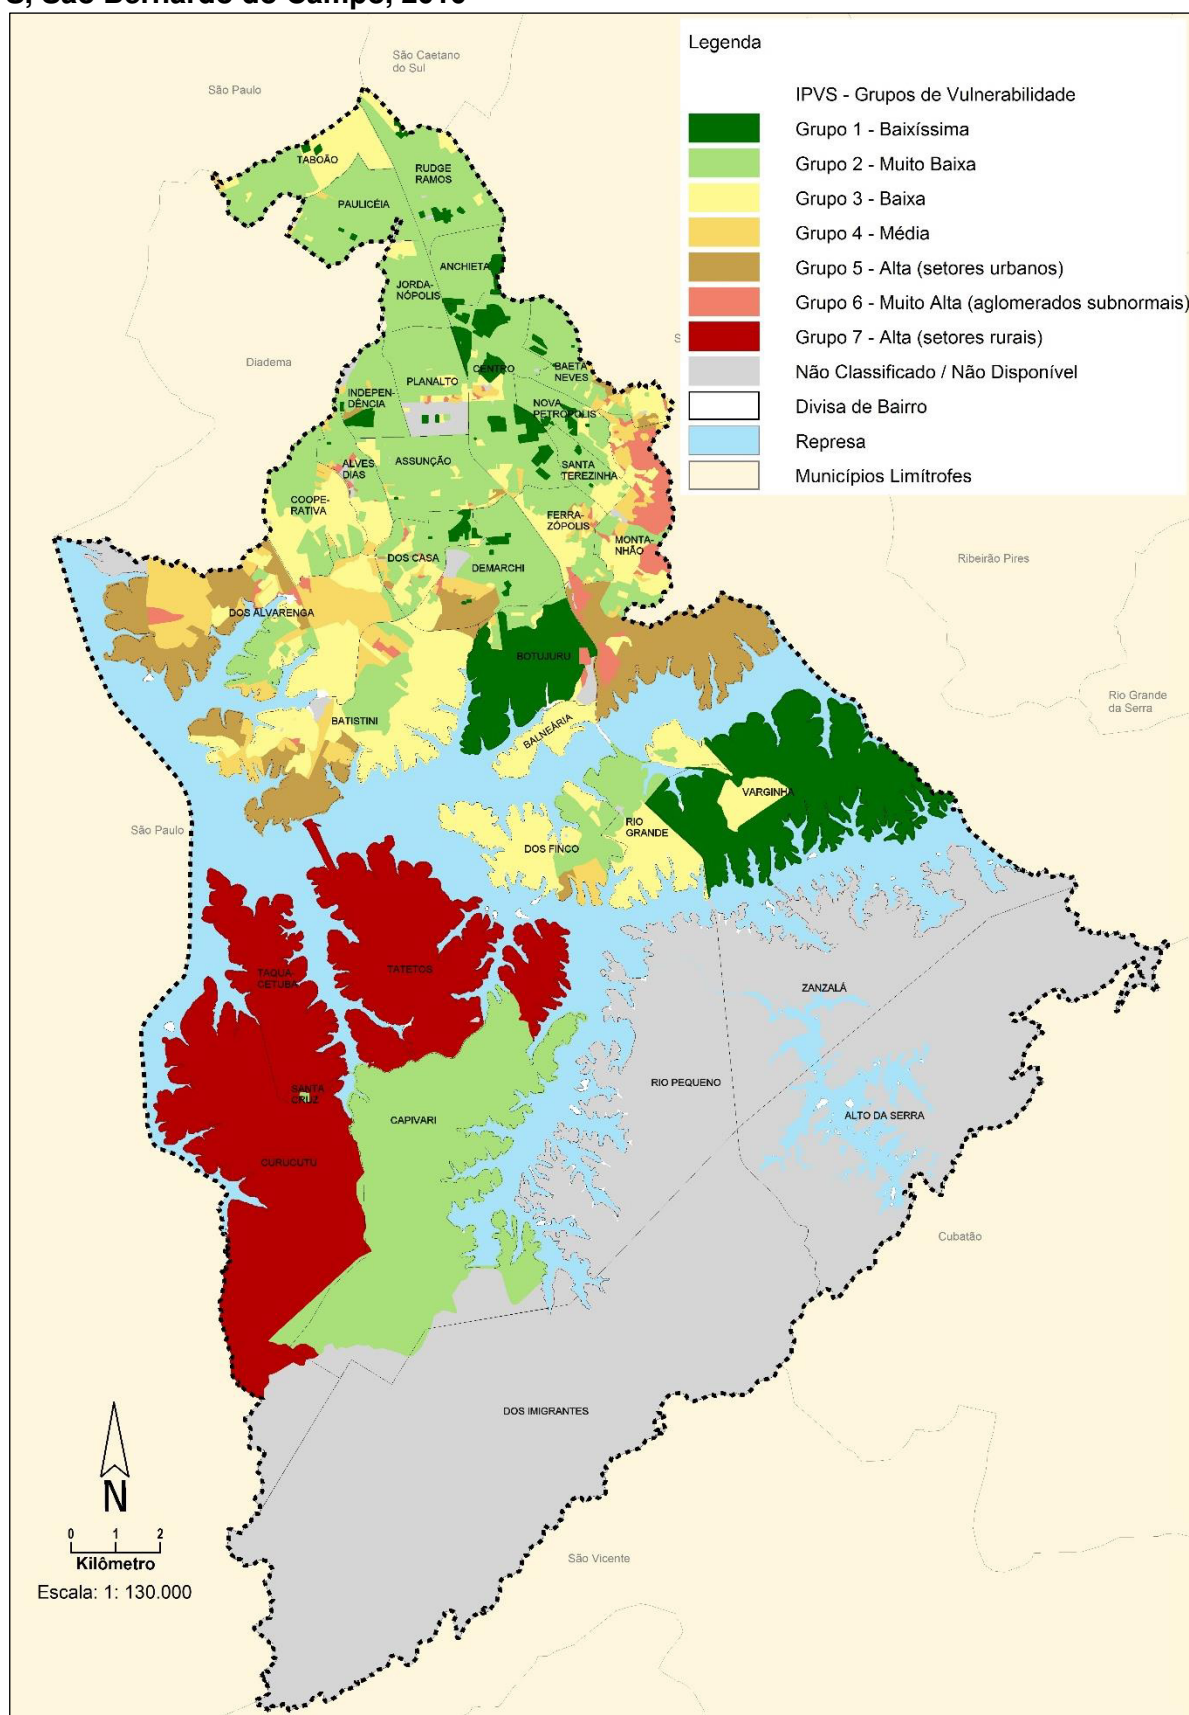 S, São Bernardo do Campo, 2010
Legenda
IPVS - Grupos de Vulnerabilidade
Grupo 1 - Baixíssima
Grupo 2 - Muito Baixa
Grupo 3 - Baixa
Grupo 4 - Média
Grupo 5 - Alta (setores urbanos)
Grupo 6 - Muito Alta (aglomerados subnormais)
Grupo 7 - Alta (setores rurais)
Não Classificado / Não Disponível
Divisa de Bairro
Represa
Municípios Limítrofes
São Caetano
do Sul
São Paulo
TABOÃO
RUDGE
RAMOS
PAULICÉIA
ANCHIETA
JORDA-
NÓPOLIS
Diadema
S
CENTRO
BAETA
NEVES
PLANALTO
INDEPEN-
DÊNCIA
NOVA
PETRÓPOLIS
ALVES
DIAS
ASSUNÇÃO
SANTA
TEREZINHA
COOPE-
RATIVA
FERRA-
ZÓPOLIS
MONTA-
NHÃO
DOS CASA
DEMARCHI
Ribeirão Pires
DOS ALVARENGA
BOTUJURU
Rio Grande
da Serra
BATISTINI
BALNEÁRIA
VARGINHA
São Paulo
RIO
GRANDE
DOS FINCO
TAQUA-
CETUBA
TATETOS
ZANZALÁ
RIO PEQUENO
SANTA
CRUZ
CAPIVARI
ALTO DA SERRA
CURUCUTU
Cubatão
DOS IMIGRANTES
N
0 1 2
Kilômetro
Escala: 1: 130.000
São Vicente